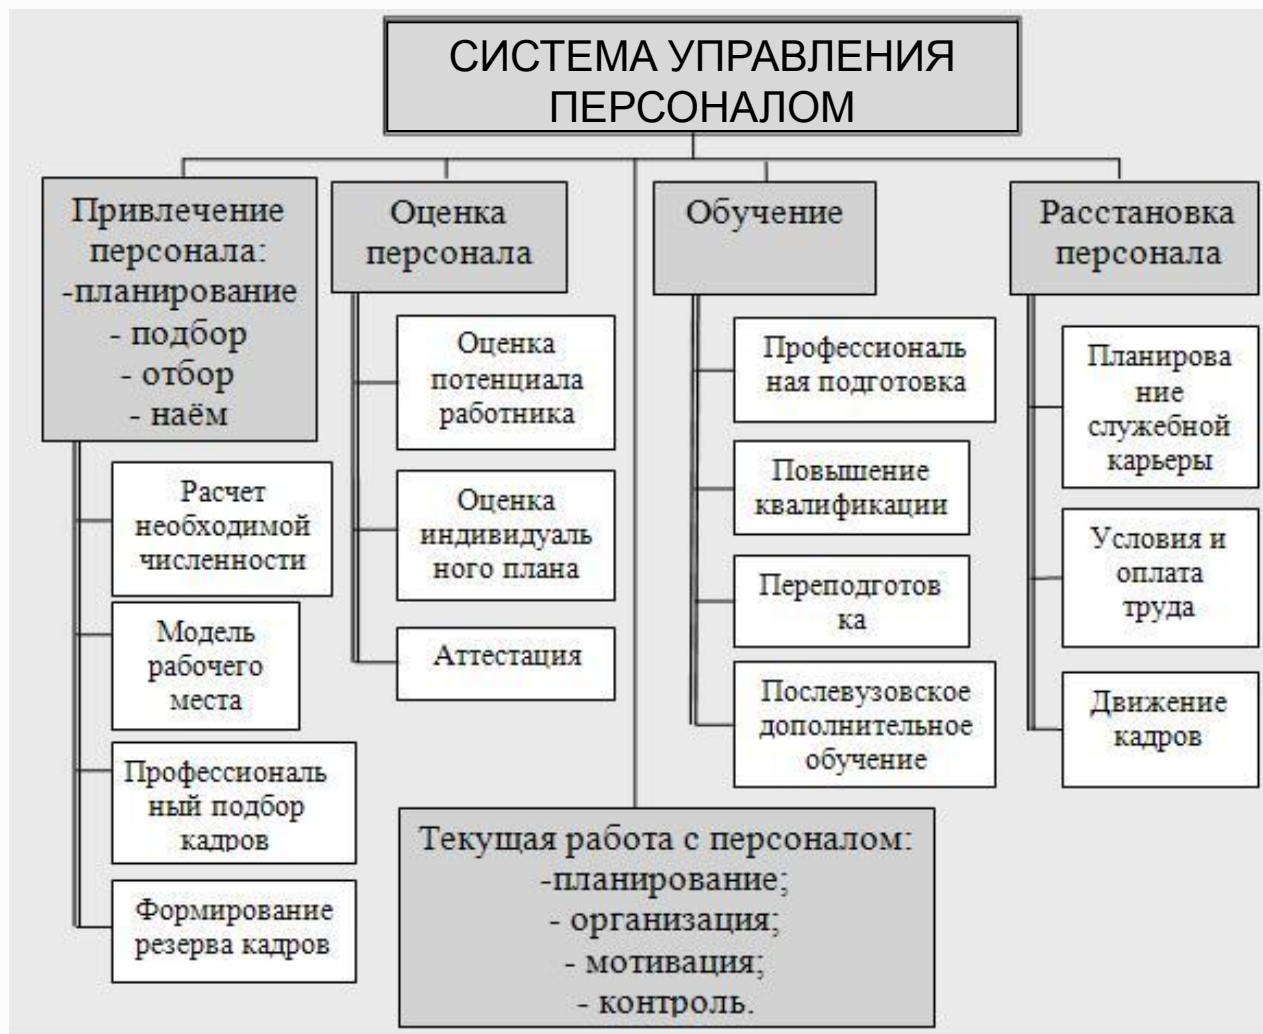 СИСТЕМА УПРАВЛЕНИЯ
ПЕРСОНАЛОМ
Привлечение
персонала:
-планирование
- подбор
- отбор
- наём
Расчет
необходимой
численности
Модель
рабочего
места
Профессиональ
ный подбор
кадров
Формирование
резерва кадров
Оценка
персонала
Оценка
потенциала
работника
Оценка
индивидуаль
ного плана
Аттестация
Обучение
Профессиональ
ная подготовка
Повышение
квалификации
Переподготов
ка
Послевузовское
дополнительное
обучение
Расстановка
персонала
Планирова
ние
служебной
карьеры
Условия и
оплата
труда
Движение
кадров
Текущая работа с персоналом:
-планирование;
- организация;
- мотивация;
- контроль.